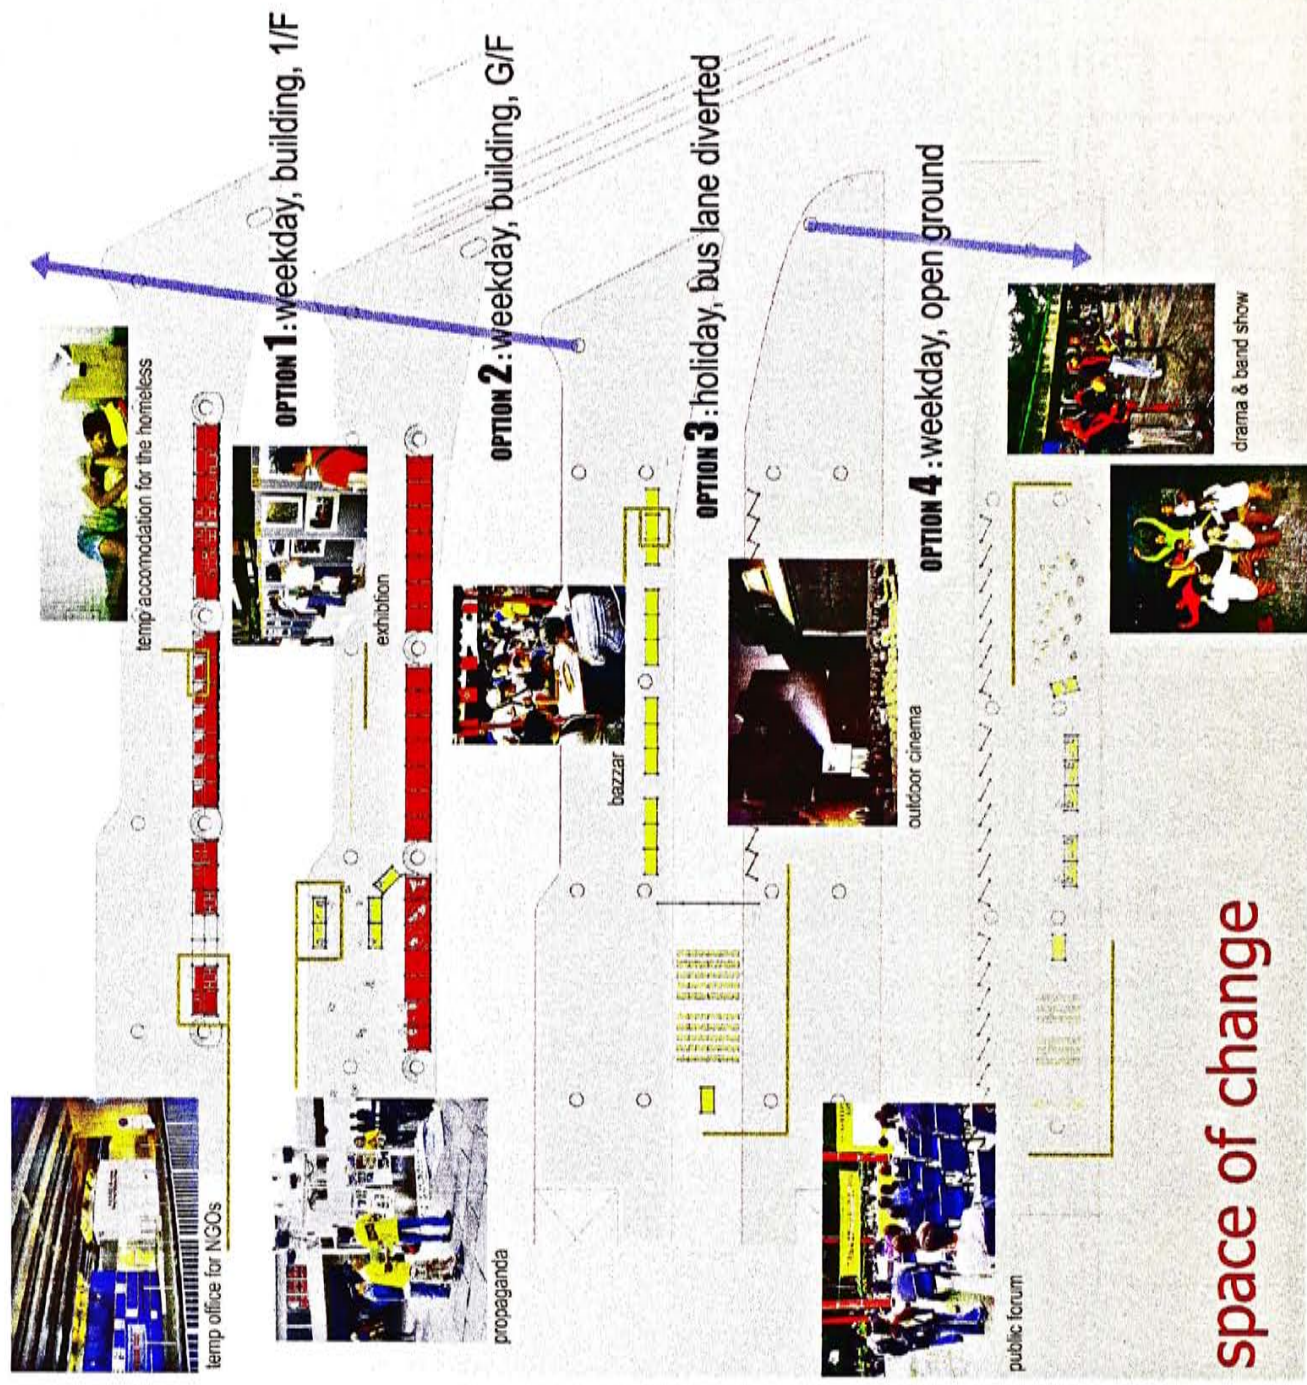 temp accomodation for the homeless
OPTION 1: weekday, building, 1/F
temp office for NGOs
exhibition
OPTION 2: weekday, building, G/F
propaganda
bazzar
OPTION 3: holiday, bus lane diverted
outdoor cinema
OPTION 4: weekday, open ground
public forum
drama & band show
space of change